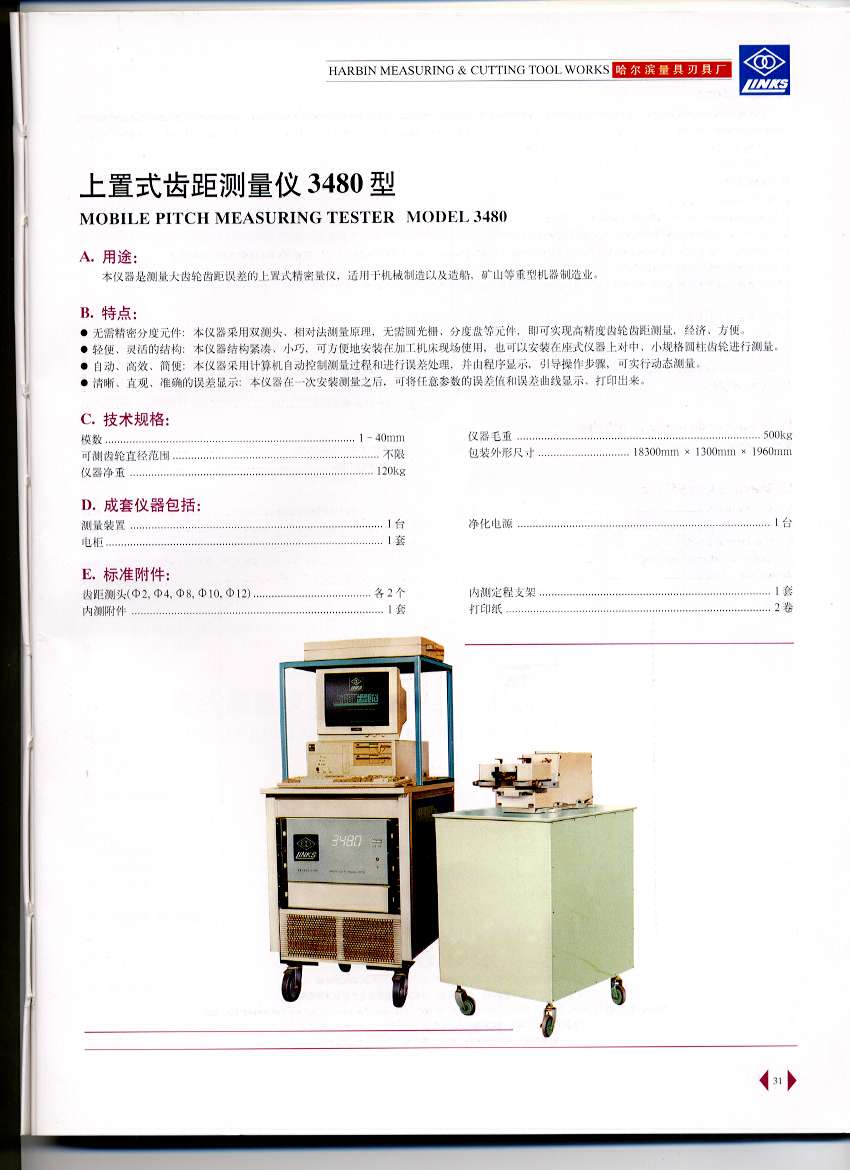 HARBIN MEASURING & CUTTING TOOL WORKS 哈尔滨量具刃具厂
LINKS
上置式齿距测量仪 3480 型
MOBILE PITCH MEASURING TESTER MODEL 3480
A. 用途:
本仪器是测量大齿轮齿距误差的上置式精密量仪，适用于机械制造以及造船、矿山等重型机器制造业。
B. 特点:
● 无需精密分度元件: 本仪器采用双测头、相对法测量原理，无需圆光栅、分度盘等元件，即可实现高精度齿轮齿距测量，经济、方便。
● 轻便、灵活的结构: 本仪器结构紧凑、小巧，可方便地安装在加工机床现场使用，也可以安装在座式仪器上对中、小规格圆柱齿轮进行测量。
● 自动、高效、简便: 本仪器采用计算机自动控制测量过程和进行误差处理，并由程序显示，引导操作步骤，可实行动态测量。
● 清晰、直观、准确的误差显示: 本仪器在一次安装测量之后，可将任意参数的误差值和误差曲线显示、打印出来。
C. 技术规格:
模数 1－40mm
可测齿轮直径范围 不限
仪器净重 120kg
仪器毛重 500kg
包装外形尺寸 18300mm × 1300mm × 1960mm
D. 成套仪器包括:
测量装置 1台
电柜 1套
净化电源 1台
E. 标准附件:
齿距测头(Φ2, Φ4, Φ8, Φ10, Φ12) 各2个
内测附件 1套
内测定程支架 1套
打印纸 2卷
LINKS
3480
LINKS
31